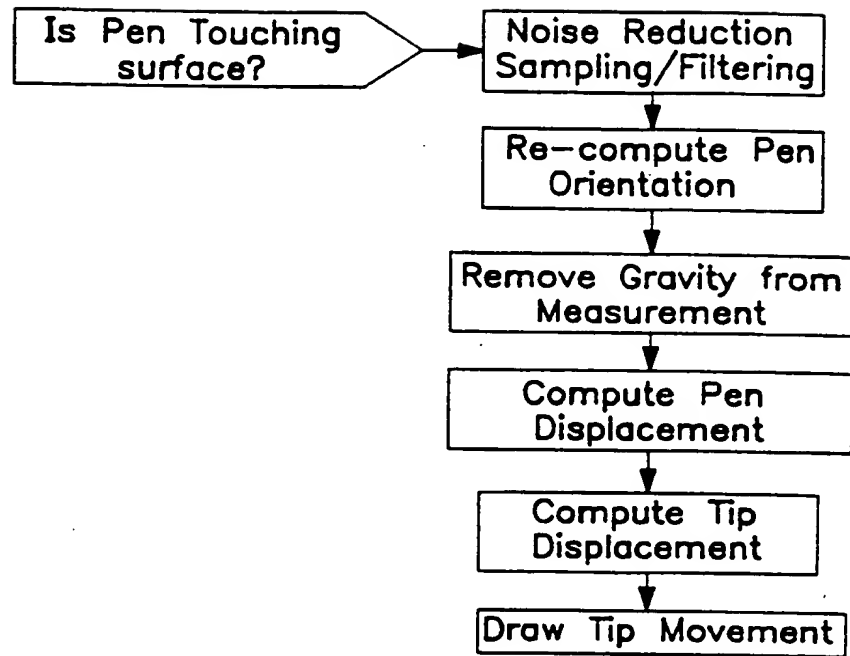 Is Pen Touching
surface?
Noise Reduction
Sampling/Filtering
Re-compute Pen
Orientation
Remove Gravity from
Measurement
Compute Pen
Displacement
Compute Tip
Displacement
Draw Tip Movement